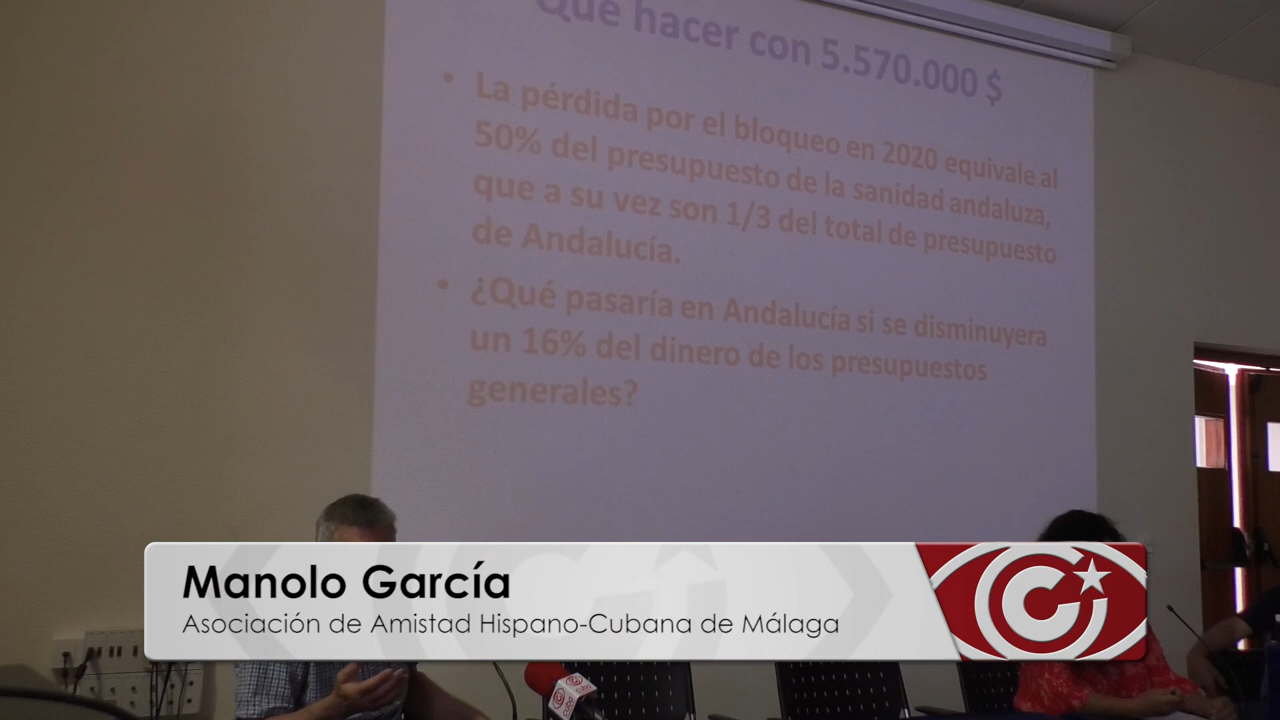 Qué hacer con 5.570.000 $
• La pérdida por el bloqueo en 2020 equivale al
50% del presupuesto de la sanidad andaluza,
que a su vez son 1/3 del total de presupuesto
de Andalucía.
• ¿Qué pasaría en Andalucía si se disminuyera
un 16% del dinero de los presupuestos
generales?
Manolo García
Asociación de Amistad Hispano-Cubana de Málaga